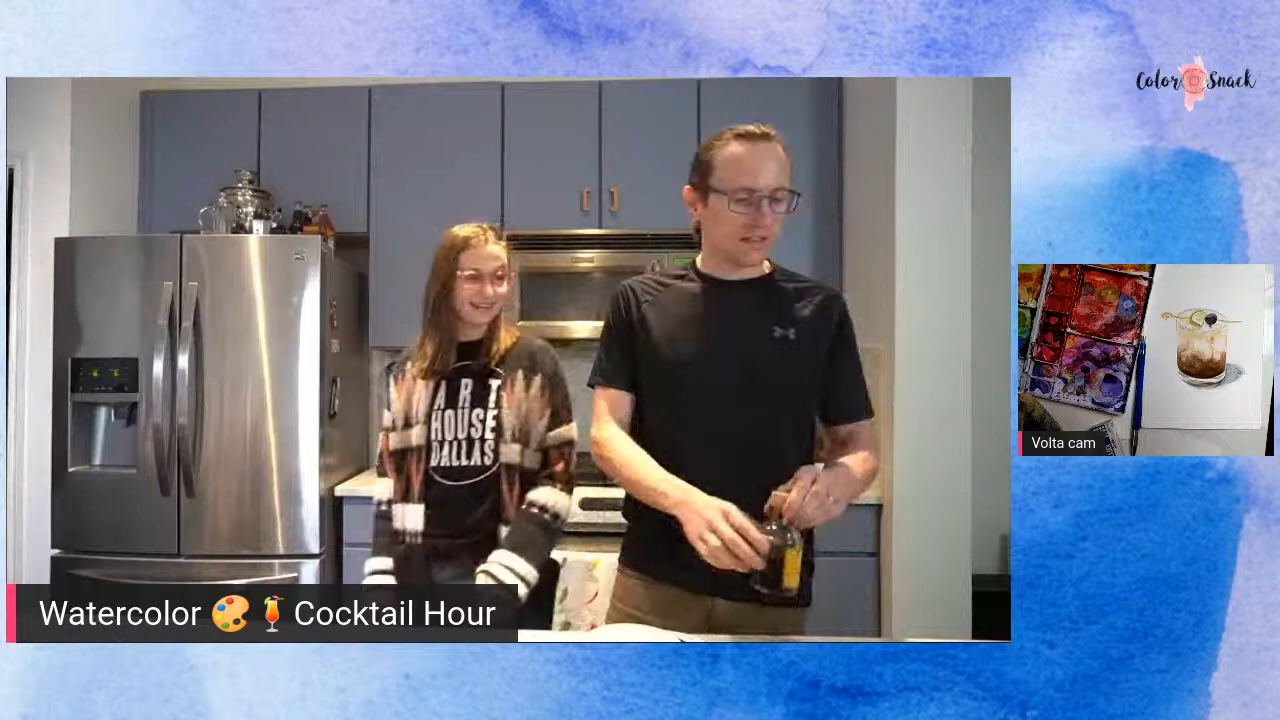 Color Snack
ART
HOUSE
DALLAS
Volta cam
Watercolor 🎨🍹Cocktail Hour